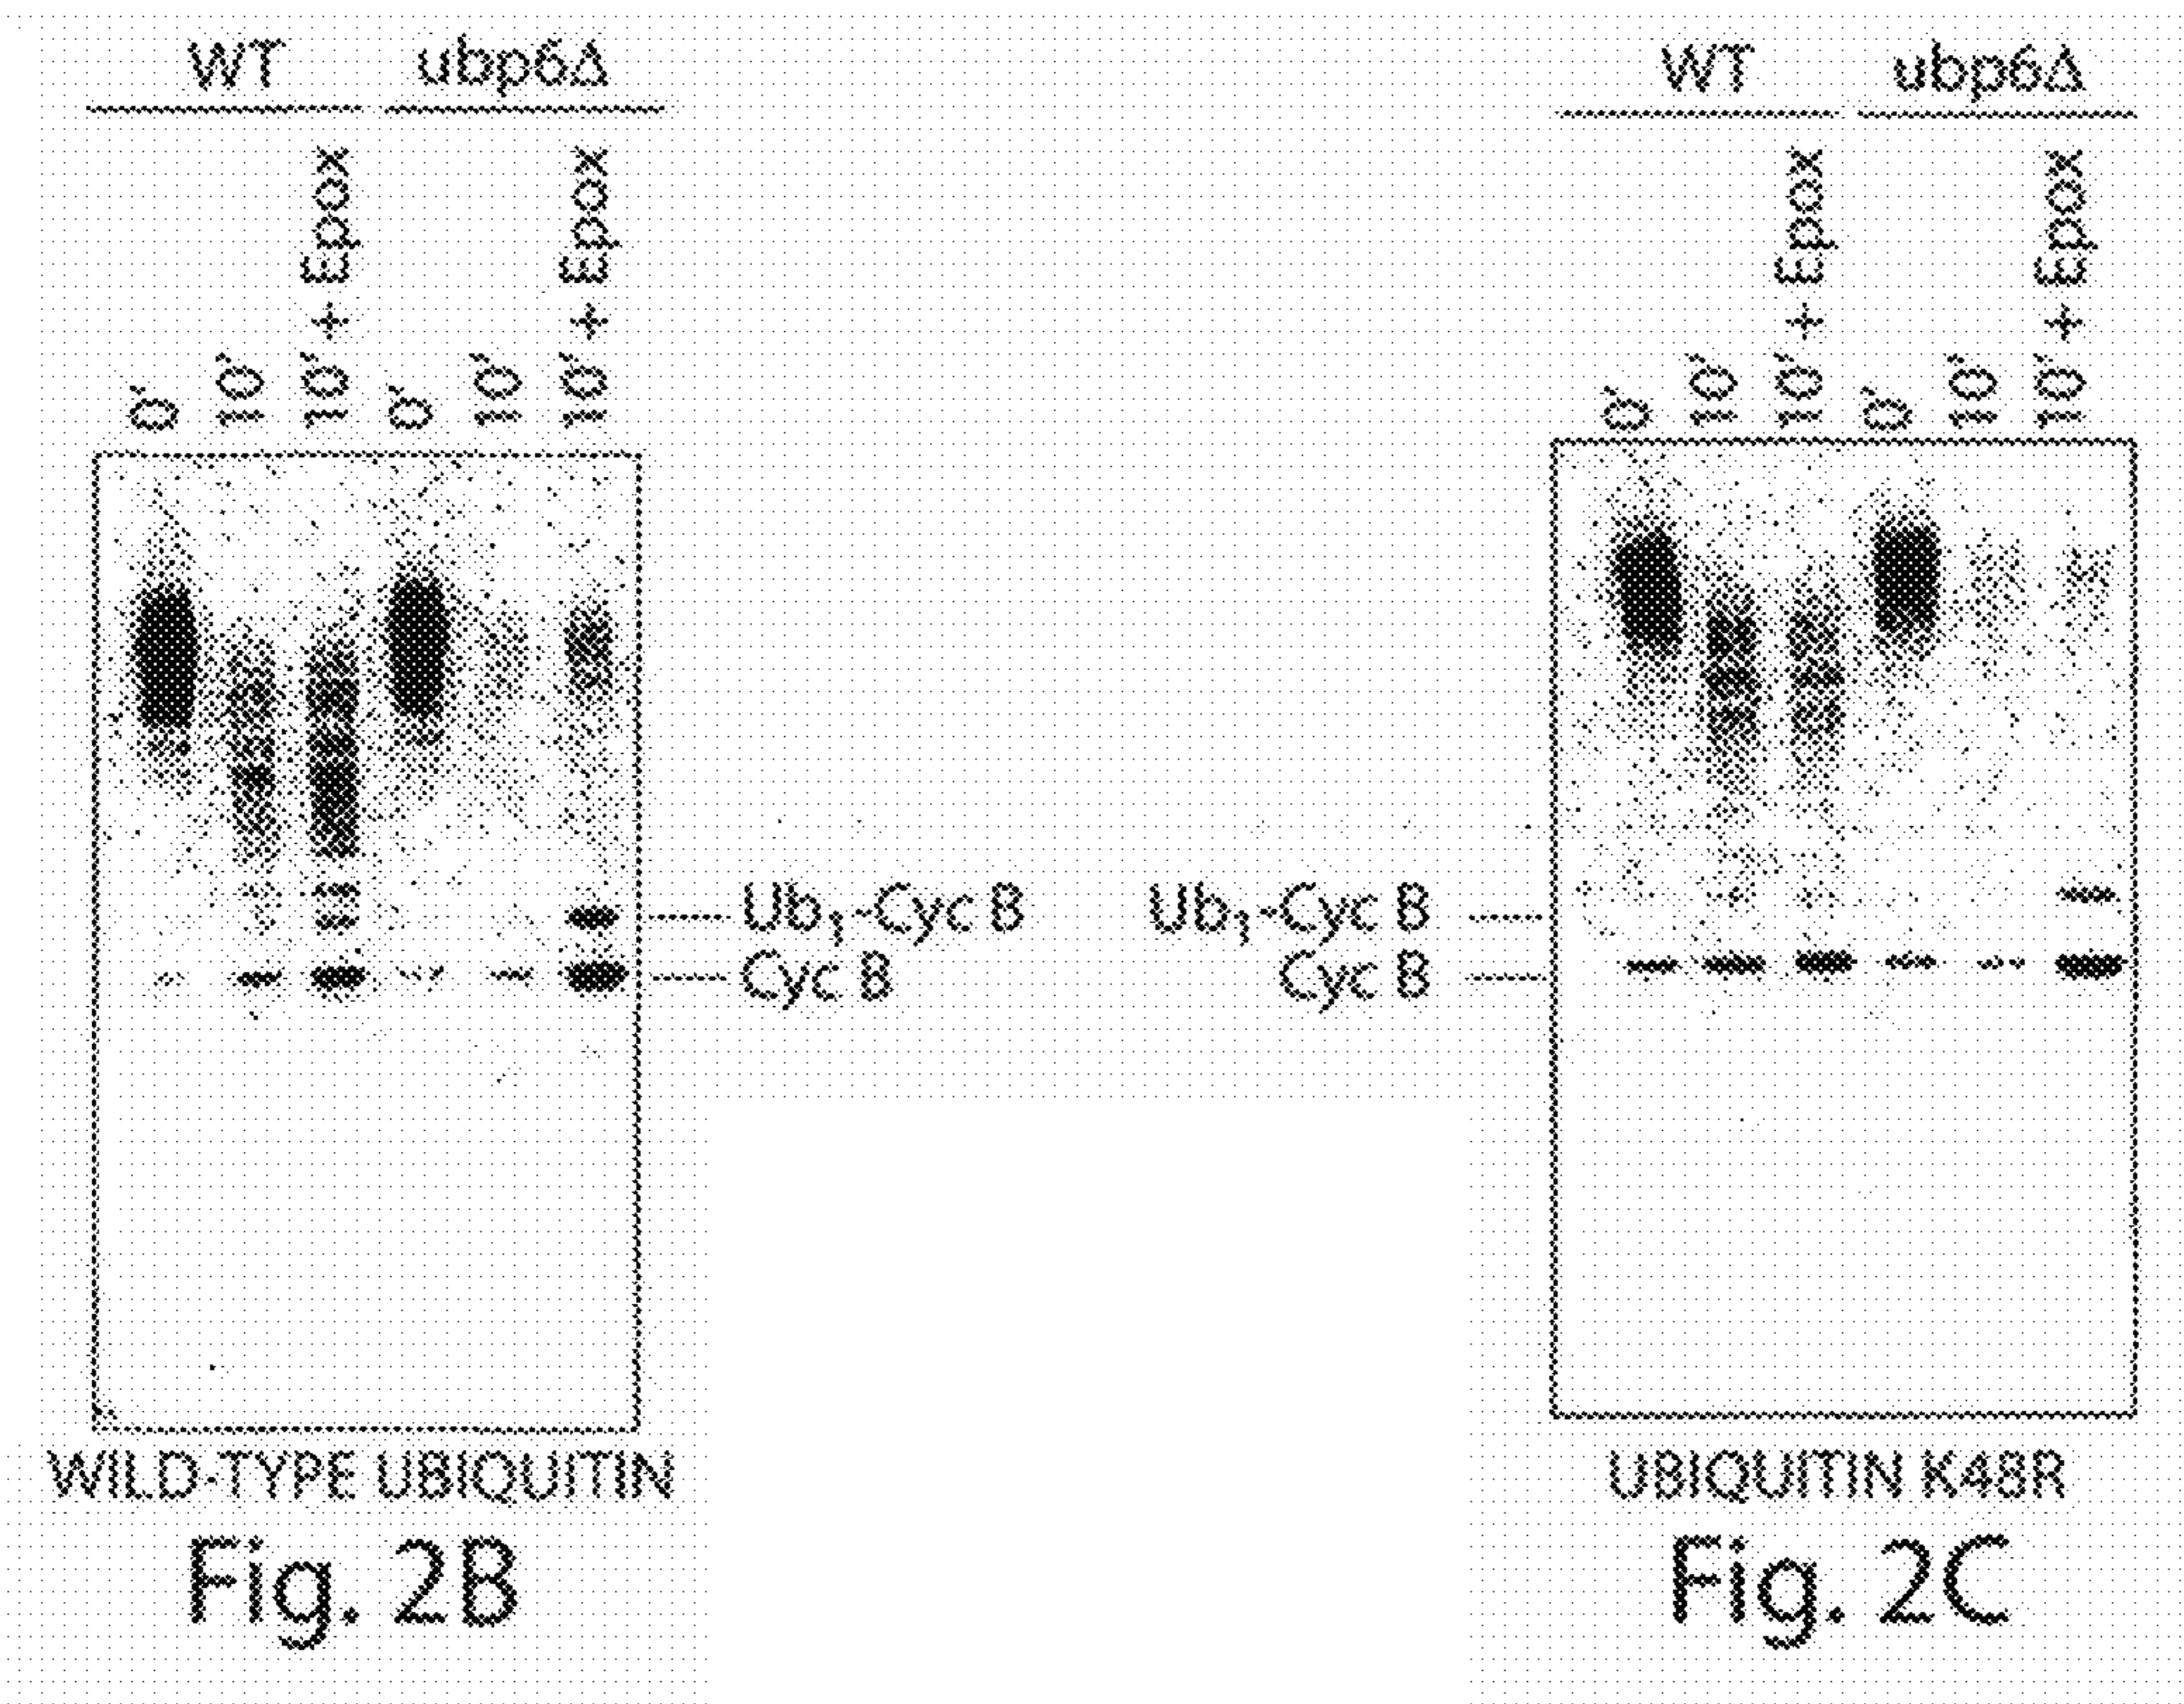 WT ubp6Δ
0' 10' 10' + Epox 0' 10' 10' + Epox
Ub1-Cyc B
Cyc B
WILD-TYPE UBIQUITIN
Fig. 2B
WT ubp6Δ
0' 10' 10' + Epox 0' 10' 10' + Epox
Ub1-Cyc B
Cyc B
UBIQUITIN K48R
Fig. 2C